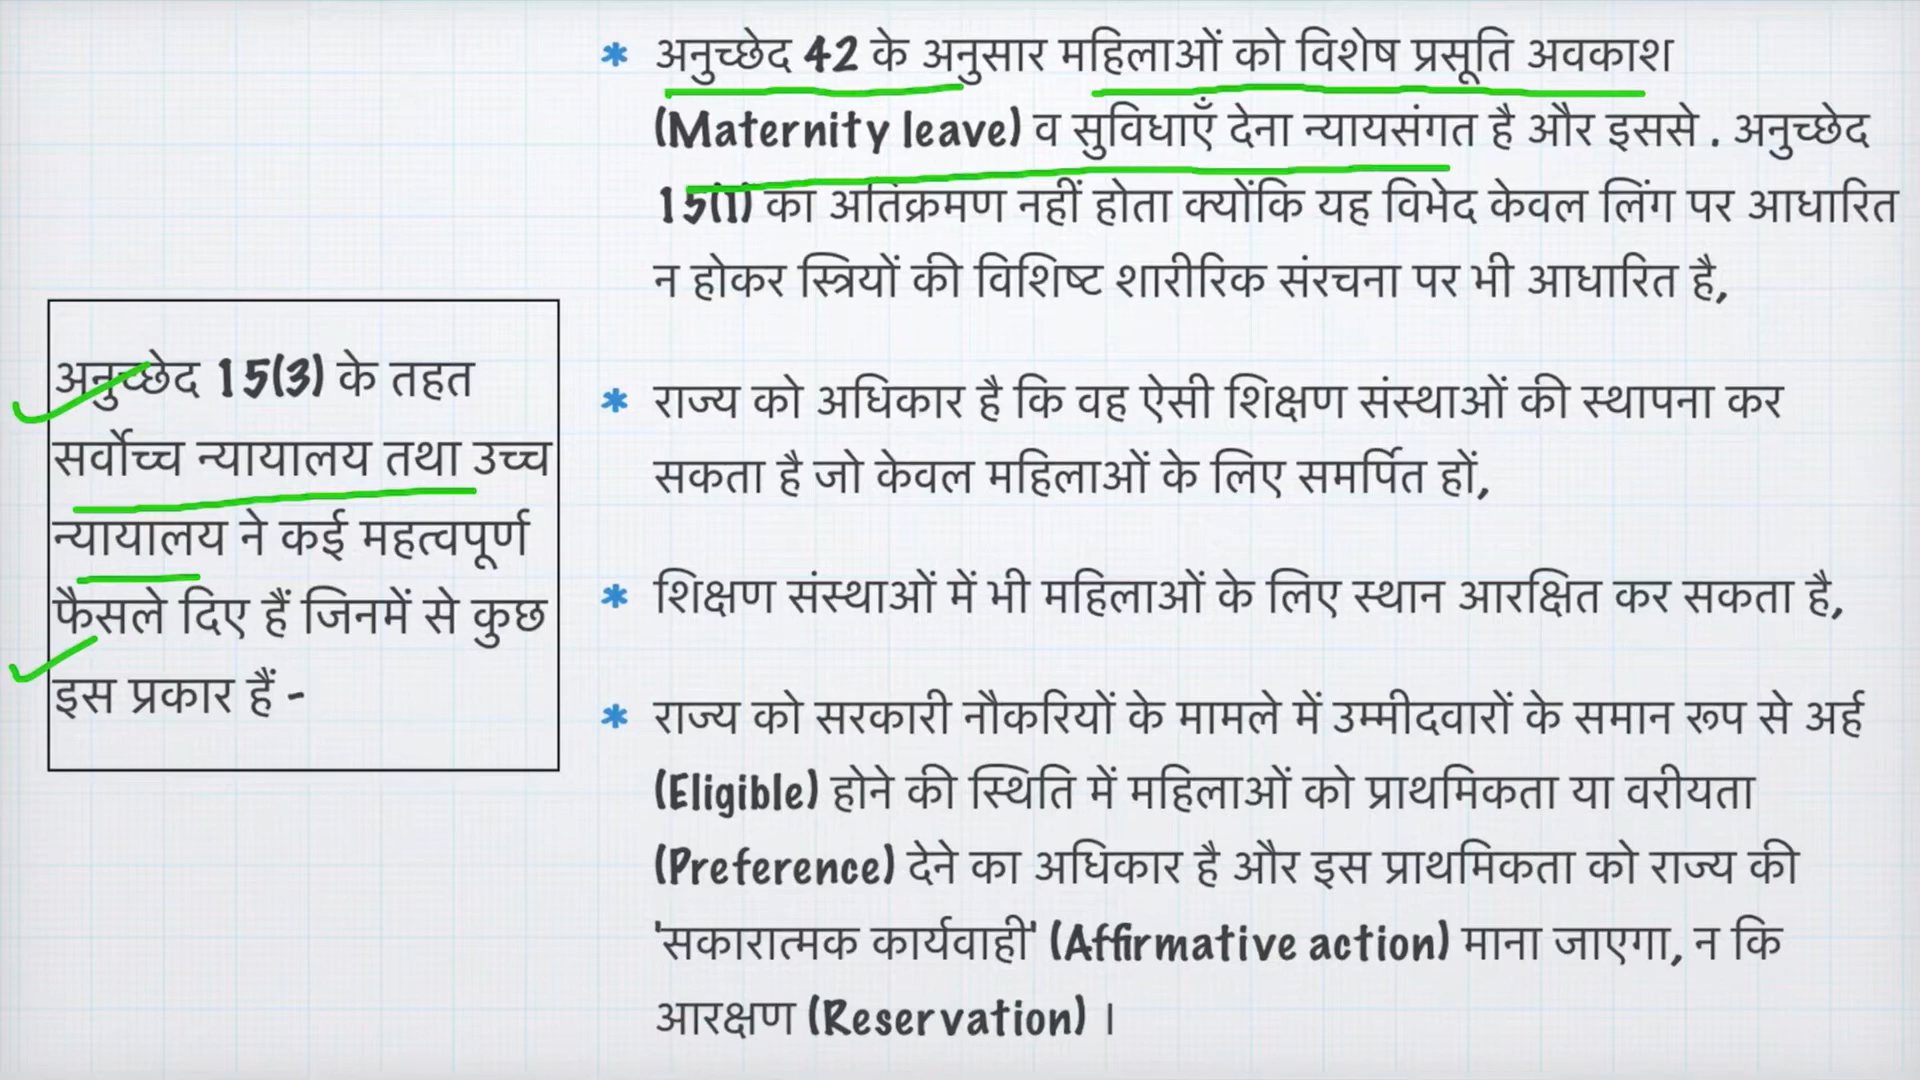 अनुच्छेद 15(3) के तहत
सर्वोच्च न्यायालय तथा उच्च
न्यायालय ने कई महत्वपूर्ण
फैसले दिए हैं जिनमें से कुछ
इस प्रकार हैं -
* अनुच्छेद 42 के अनुसार महिलाओं को विशेष प्रसूति अवकाश
(Maternity leave) व सुविधाएँ देना न्यायसंगत है और इससे . अनुच्छेद
15(1) का अतिक्रमण नहीं होता क्योंकि यह विभेद केवल लिंग पर आधारित
न होकर स्त्रियों की विशिष्ट शारीरिक संरचना पर भी आधारित है,
* राज्य को अधिकार है कि वह ऐसी शिक्षण संस्थाओं की स्थापना कर
सकता है जो केवल महिलाओं के लिए समर्पित हों,
* शिक्षण संस्थाओं में भी महिलाओं के लिए स्थान आरक्षित कर सकता है,
* राज्य को सरकारी नौकरियों के मामले में उम्मीदवारों के समान रूप से अर्ह
(Eligible) होने की स्थिति में महिलाओं को प्राथमिकता या वरीयता
(Preference) देने का अधिकार है और इस प्राथमिकता को राज्य की
'सकारात्मक कार्यवाही' (Affirmative action) माना जाएगा, न कि
आरक्षण (Reservation) ।